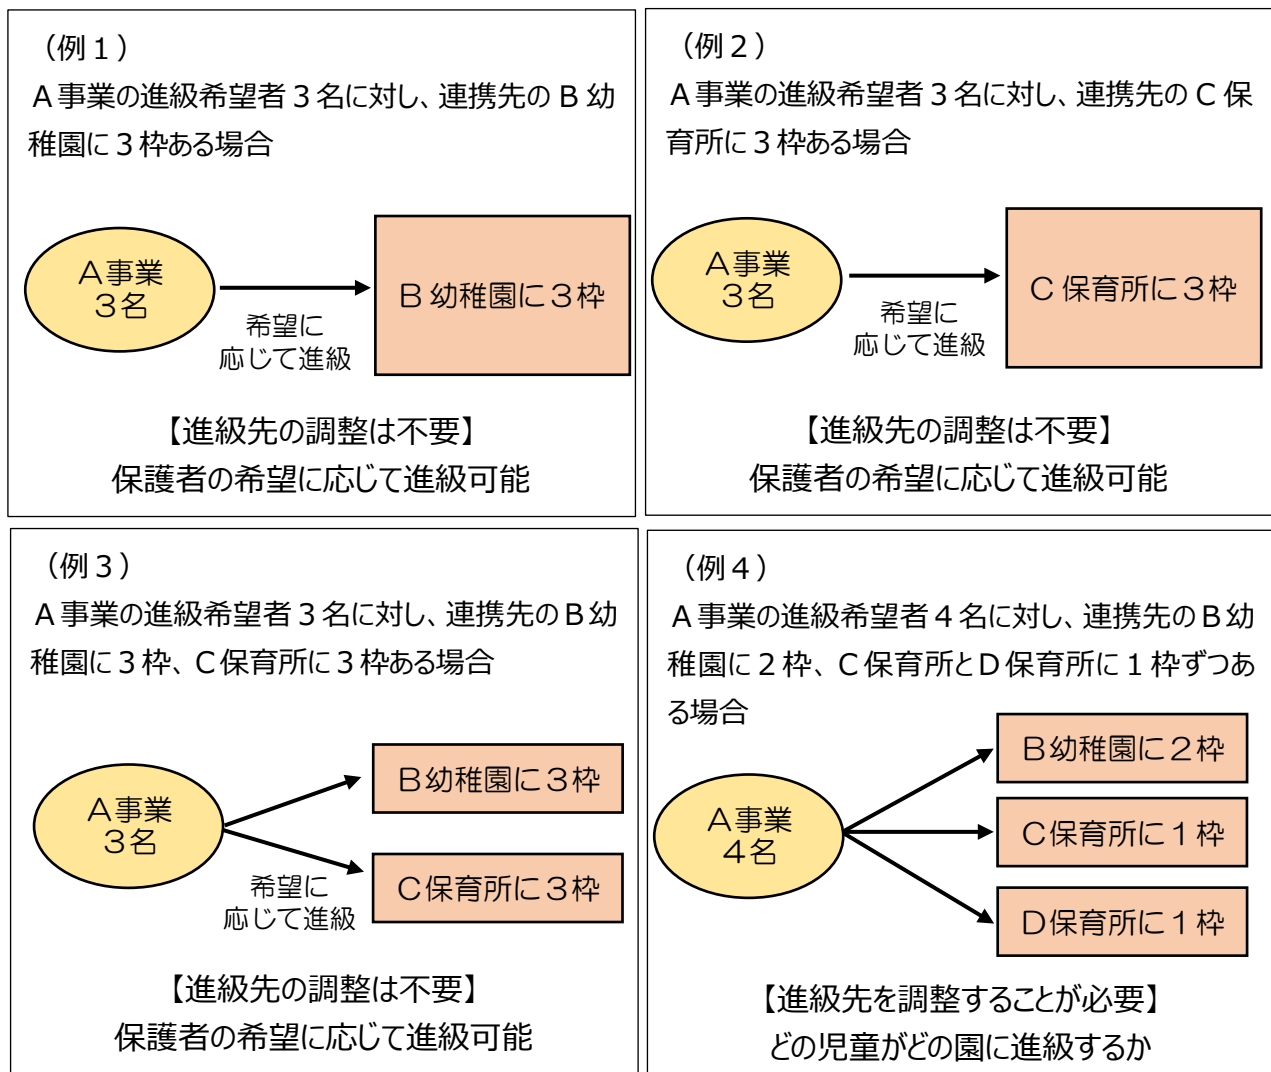 （例１）
Ａ事業の進級希望者３名に対し、連携先のＢ幼
稚園に３枠ある場合
Ａ事業
３名
希望に
応じて進級
Ｂ幼稚園に３枠
【進級先の調整は不要】
保護者の希望に応じて進級可能
（例２）
Ａ事業の進級希望者３名に対し、連携先のＣ保
育所に３枠ある場合
Ａ事業
３名
希望に
応じて進級
Ｃ保育所に３枠
【進級先の調整は不要】
保護者の希望に応じて進級可能
（例３）
Ａ事業の進級希望者３名に対し、連携先のＢ幼
稚園に３枠、Ｃ保育所に３枠ある場合
Ａ事業
３名
希望に
応じて進級
Ｂ幼稚園に３枠
Ｃ保育所に３枠
【進級先の調整は不要】
保護者の希望に応じて進級可能
（例４）
Ａ事業の進級希望者４名に対し、連携先のＢ幼
稚園に２枠、Ｃ保育所とＤ保育所に１枠ずつあ
る場合
Ａ事業
４名
Ｂ幼稚園に２枠
Ｃ保育所に１枠
Ｄ保育所に１枠
【進級先を調整することが必要】
どの児童がどの園に進級するか